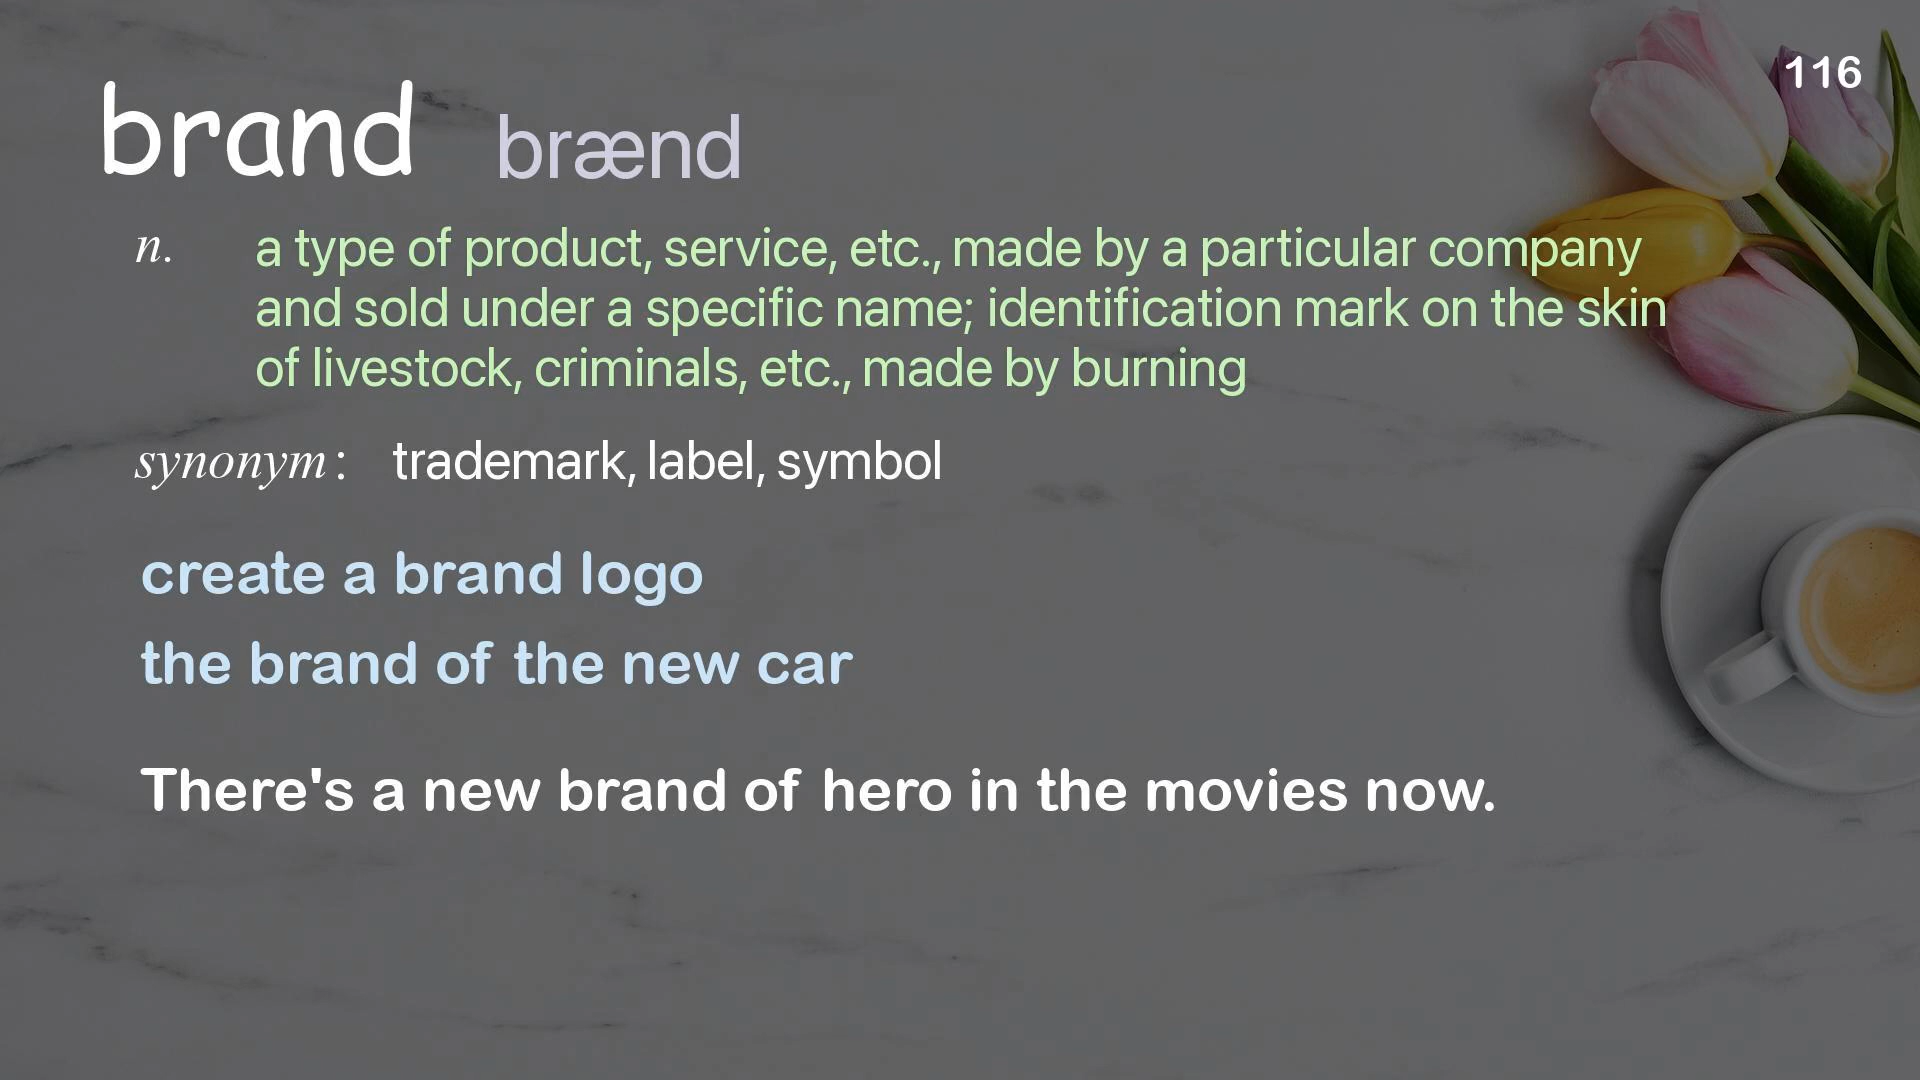 116
brand brænd
n. a type of product, service, etc., made by a particular company
and sold under a specific name; identification mark on the skin
of livestock, criminals, etc., made by burning
synonym: trademark, label, symbol
create a brand logo
the brand of the new car
There's a new brand of hero in the movies now.